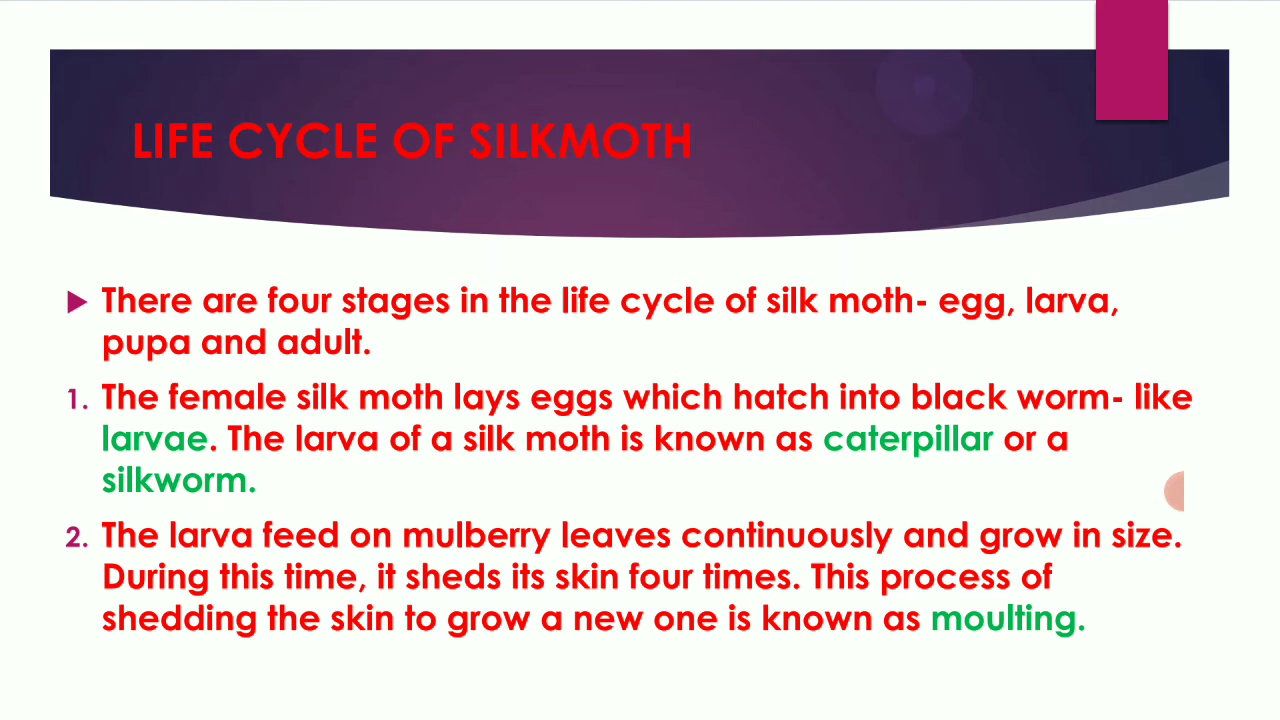 LIFE CYCLE OF SILKMOTH
There are four stages in the life cycle of silk moth- egg, larva,
pupa and adult.
1. The female silk moth lays eggs which hatch into black worm- like
larvae. The larva of a silk moth is known as caterpillar or a
silkworm.
2. The larva feed on mulberry leaves continuously and grow in size.
During this time, it sheds its skin four times. This process of
shedding the skin to grow a new one is known as moulting.